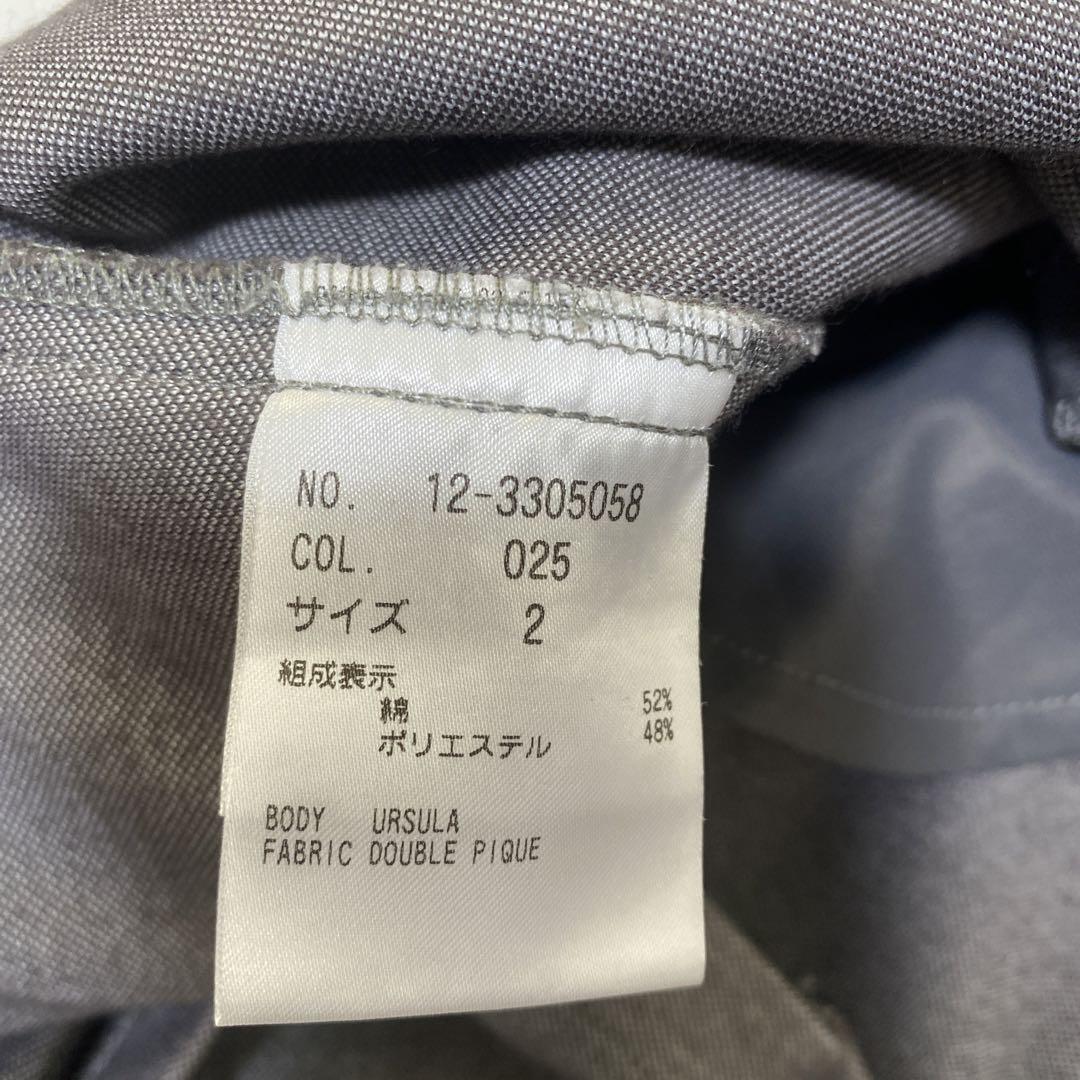 NO. 12-3305058
COL. 025
サイズ 2
組成表示
綿 52%
ポリエステル 48%
BODY URSULA
FABRIC DOUBLE PIQUE